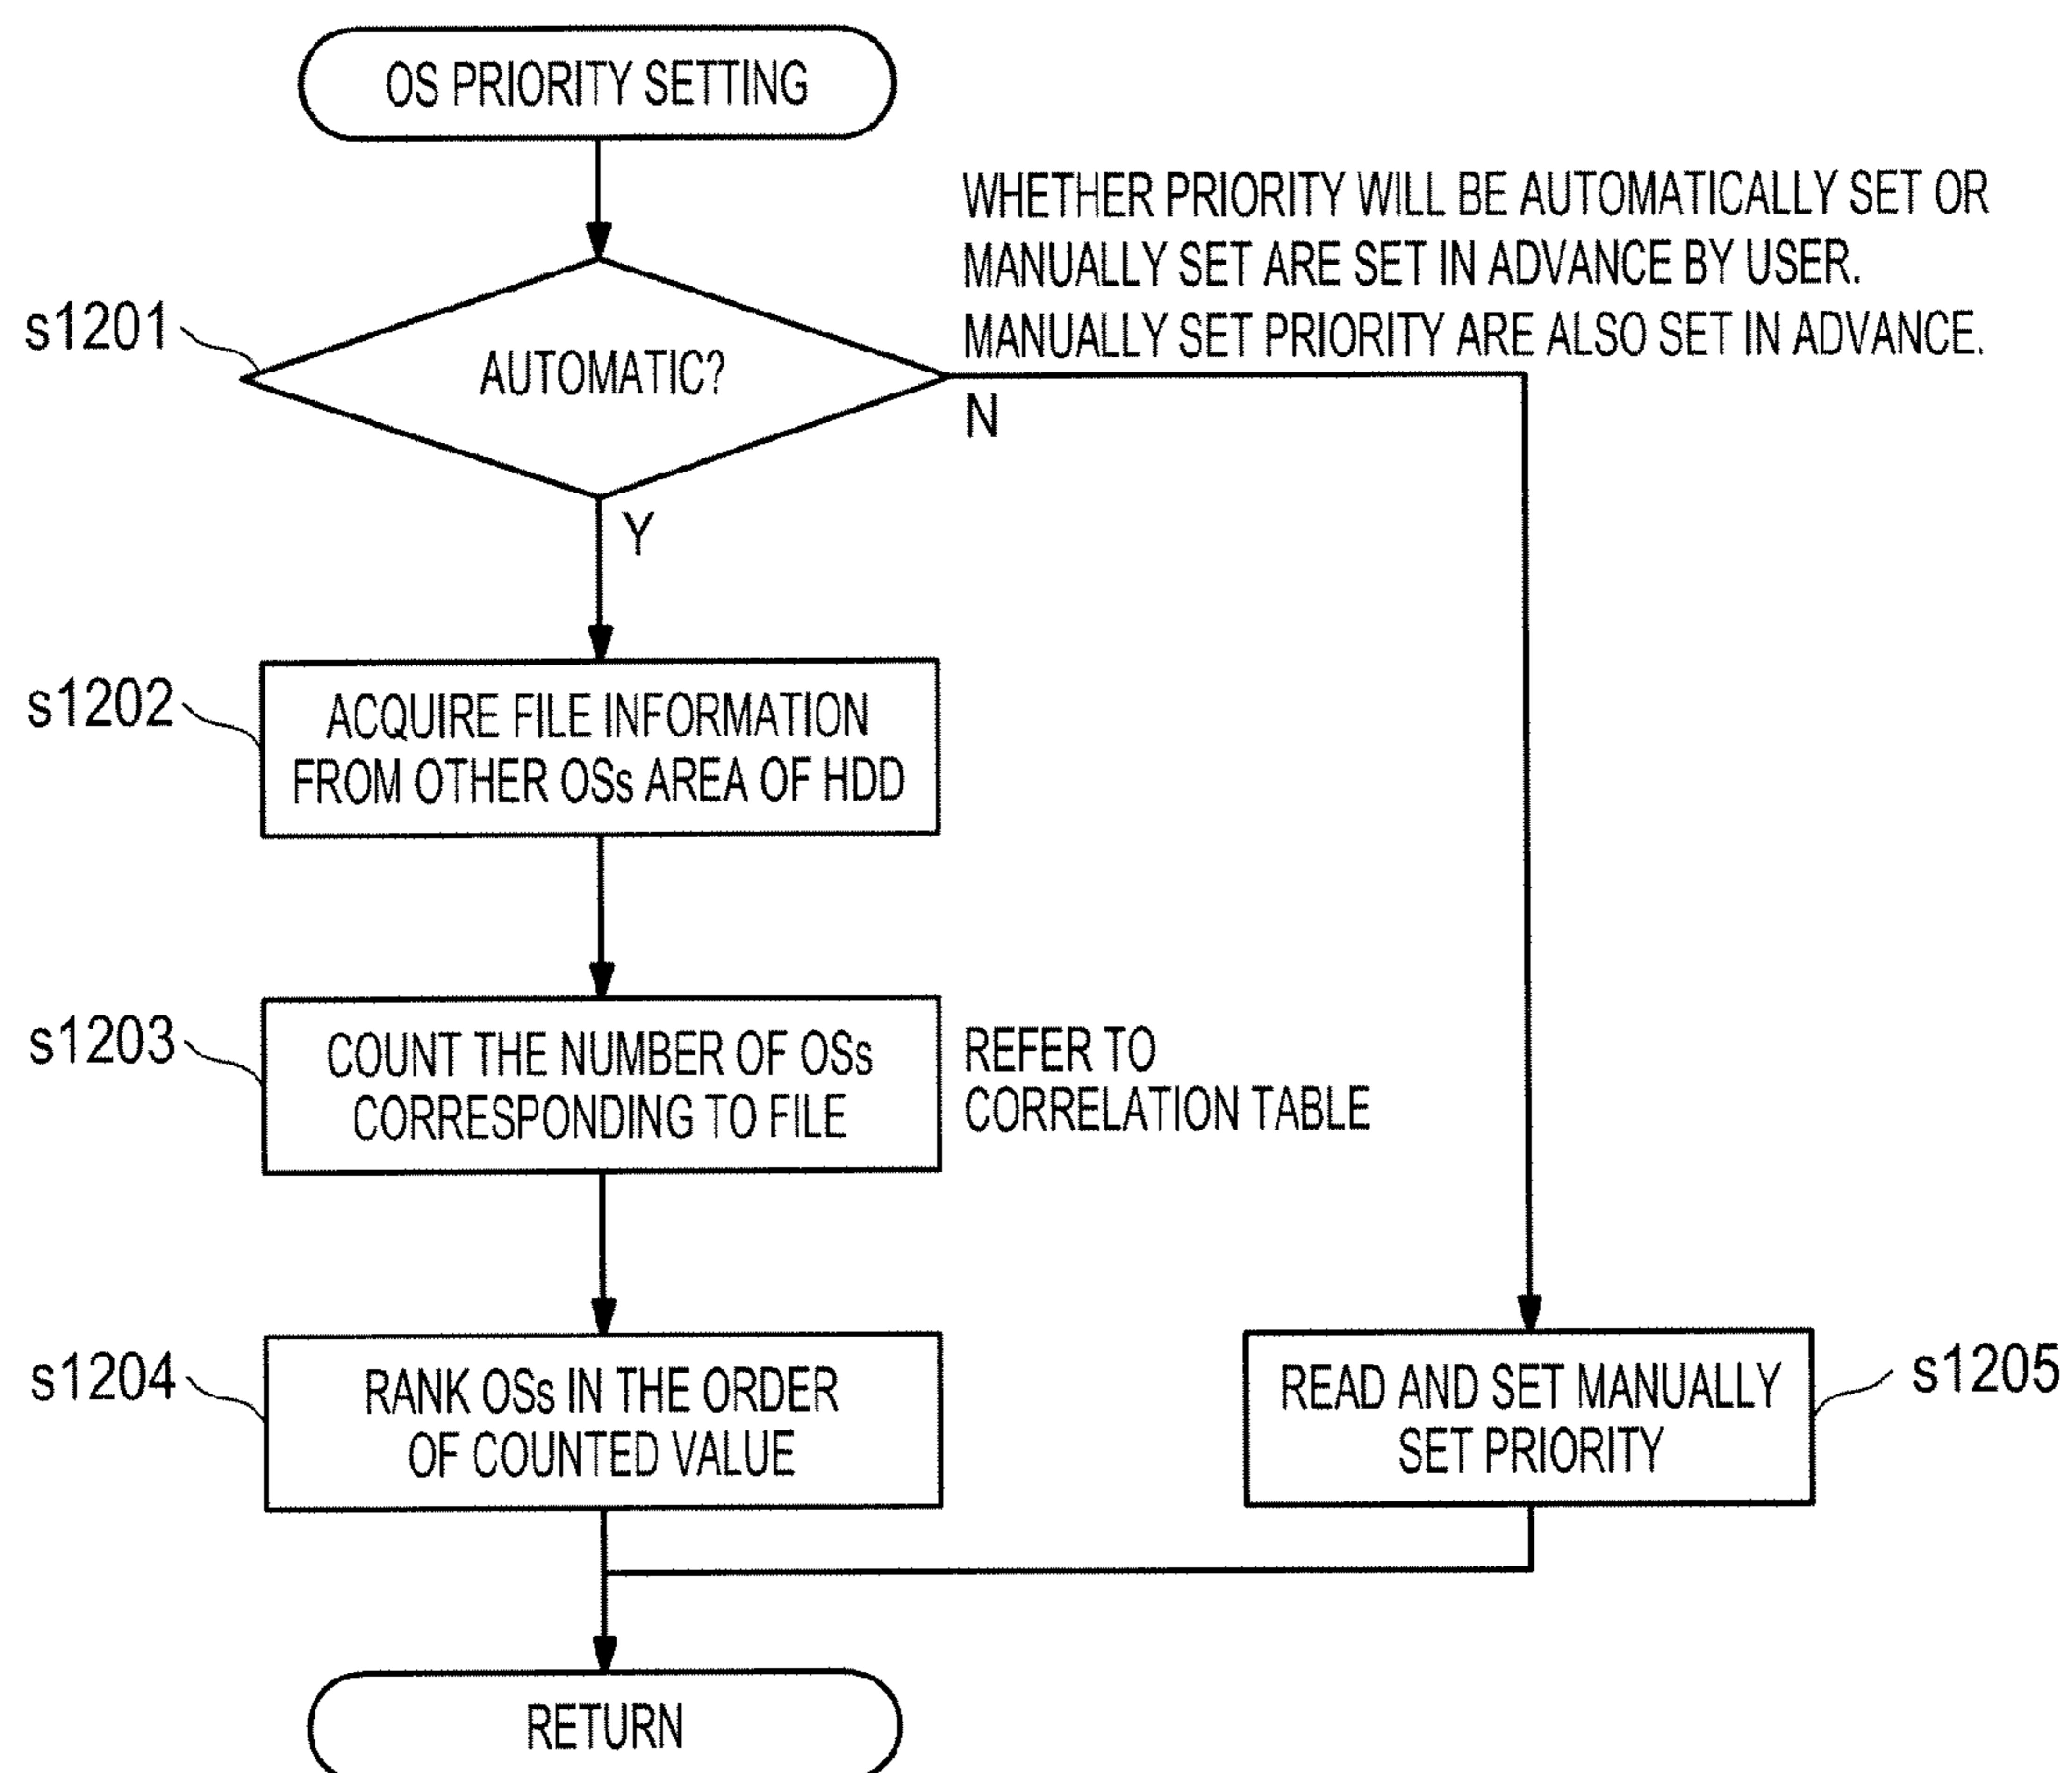 OS PRIORITY SETTING
WHETHER PRIORITY WILL BE AUTOMATICALLY SET OR
MANUALLY SET ARE SET IN ADVANCE BY USER.
MANUALLY SET PRIORITY ARE ALSO SET IN ADVANCE.
s1201
AUTOMATIC?
N
Y
s1202
ACQUIRE FILE INFORMATION
FROM OTHER OSs AREA OF HDD
s1203
COUNT THE NUMBER OF OSs
CORRESPONDING TO FILE
REFER TO
CORRELATION TABLE
s1204
RANK OSs IN THE ORDER
OF COUNTED VALUE
READ AND SET MANUALLY
SET PRIORITY
s1205
RETURN